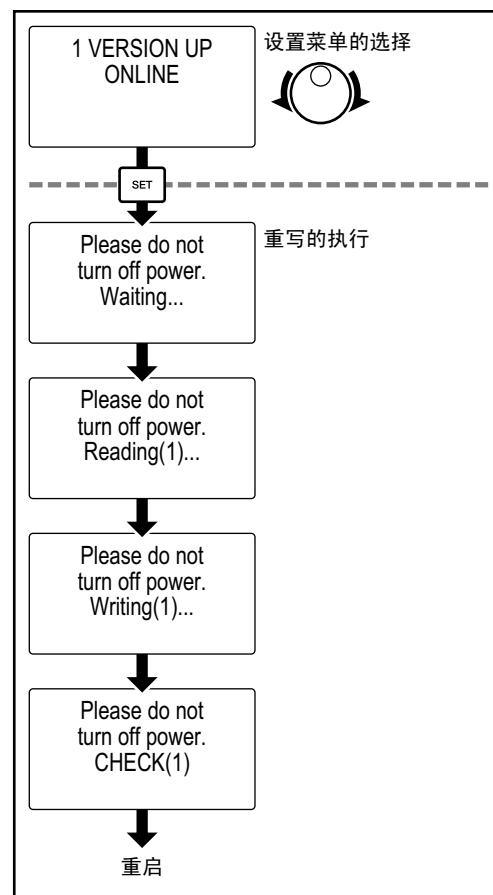 1 VERSION UP
ONLINE
设置菜单的选择
SET
Please do not
turn off power.
Waiting...
重写的执行
Please do not
turn off power.
Reading(1)...
Please do not
turn off power.
Writing(1)...
Please do not
turn off power.
CHECK(1)
重启